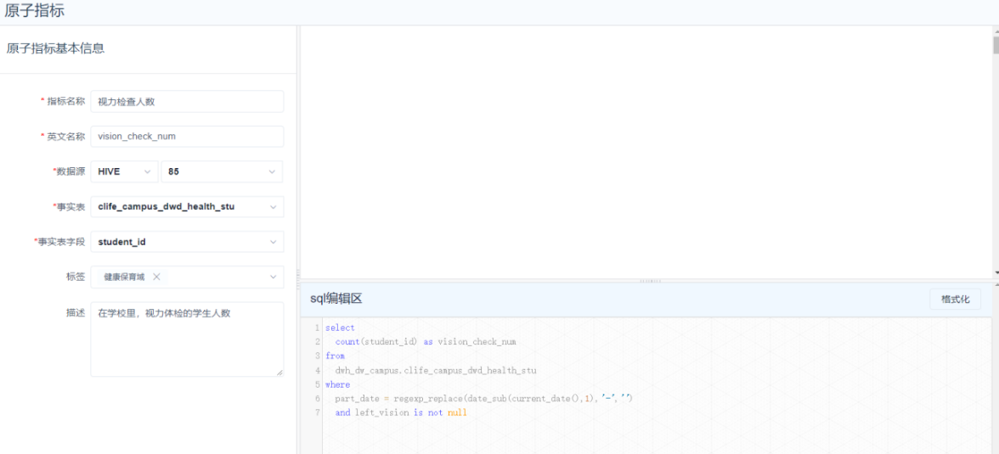 原子指标
原子指标基本信息
* 指标名称 视力检查人数
* 英文名称 vision_check_num
*数据源 HIVE 85
*事实表 clife_campus_dwd_health_stu
*事实表字段 student_id
标签 健康保育域
描述 在学校里，视力体检的学生人数
sql编辑区 格式化
1 select
2 count(student_id) as vision_check_num
3 from
4 dwh_dw_campus.clife_campus_dwd_health_stu
5 where
6 part_date = regexp_replace(date_sub(current_date(),1),'-','')
7 and left_vision is not null